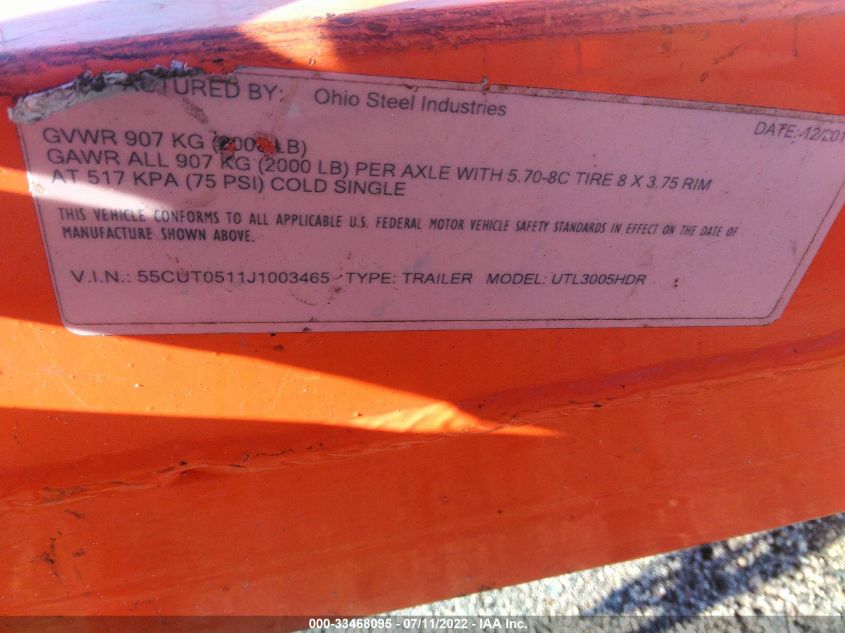 ACTURED BY: Ohio Steel Industries
DATE: 12/201
GVWR 907 KG (2000 LB)
GAWR ALL 907 KG (2000 LB) PER AXLE WITH 5.70-8C TIRE 8 X 3.75 RIM
AT 517 KPA (75 PSI) COLD SINGLE
THIS VEHICLE CONFORMS TO ALL APPLICABLE U.S. FEDERAL MOTOR VEHICLE SAFETY STANDARDS IN EFFECT ON THE DATE OF
MANUFACTURE SHOWN ABOVE.
V.I.N.: 55CUT0511J1003465 TYPE: TRAILER MODEL: UTL3005HDR
000-33468095 - 07/11/2022 - IAA Inc.